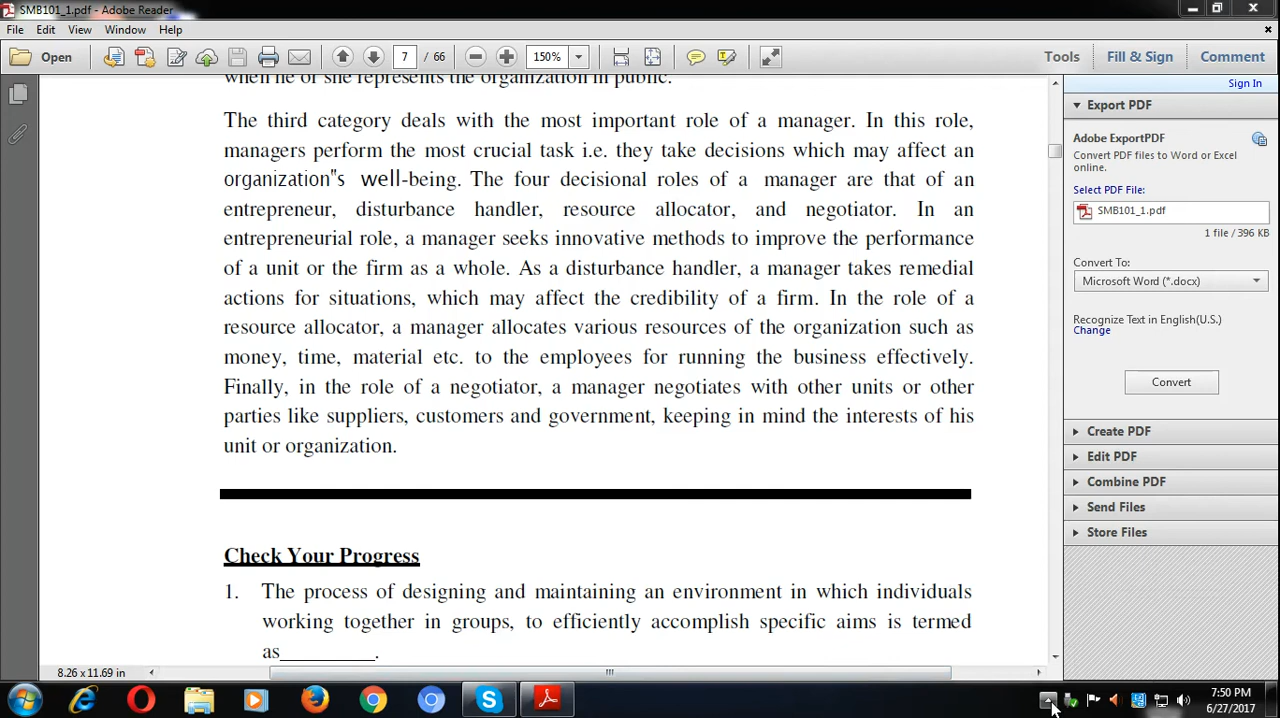 SMB101_1.pdf - Adobe Reader
File Edit View Window Help
Open 7 / 66 150% Tools Fill & Sign Comment
Sign In
when he or she represents the organization in public.
The third category deals with the most important role of a manager. In this role,
managers perform the most crucial task i.e. they take decisions which may affect an
organization"s well-being. The four decisional roles of a manager are that of an
entrepreneur, disturbance handler, resource allocator, and negotiator. In an
entrepreneurial role, a manager seeks innovative methods to improve the performance
of a unit or the firm as a whole. As a disturbance handler, a manager takes remedial
actions for situations, which may affect the credibility of a firm. In the role of a
resource allocator, a manager allocates various resources of the organization such as
money, time, material etc. to the employees for running the business effectively.
Finally, in the role of a negotiator, a manager negotiates with other units or other
parties like suppliers, customers and government, keeping in mind the interests of his
unit or organization.
Check Your Progress
1. The process of designing and maintaining an environment in which individuals
working together in groups, to efficiently accomplish specific aims is termed
as_________.
8.26 x 11.69 in
Export PDF
Adobe ExportPDF
Convert PDF files to Word or Excel
online.
Select PDF File:
SMB101_1.pdf
1 file / 396 KB
Convert To:
Microsoft Word (*.docx)
Recognize Text in English(U.S.)
Change
Convert
Create PDF
Edit PDF
Combine PDF
Send Files
Store Files
7:50 PM
6/27/2017